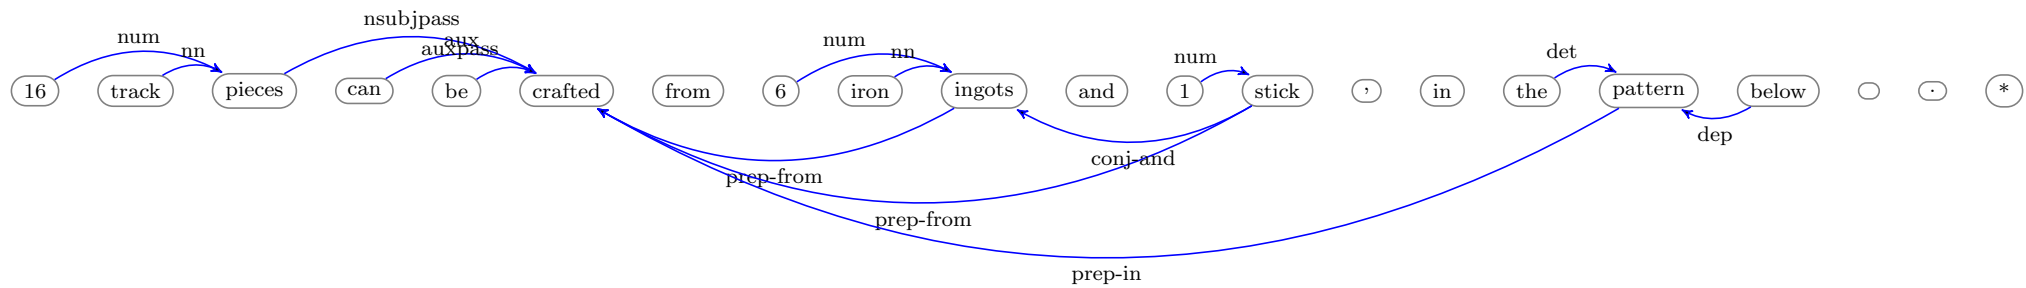 nsubjpass
num
nn
aux
auxpass
num
nn
num
det
16 track pieces can be crafted from 6 iron ingots and 1 stick , in the pattern below . *
dep
conj-and
prep-from
prep-from
prep-in